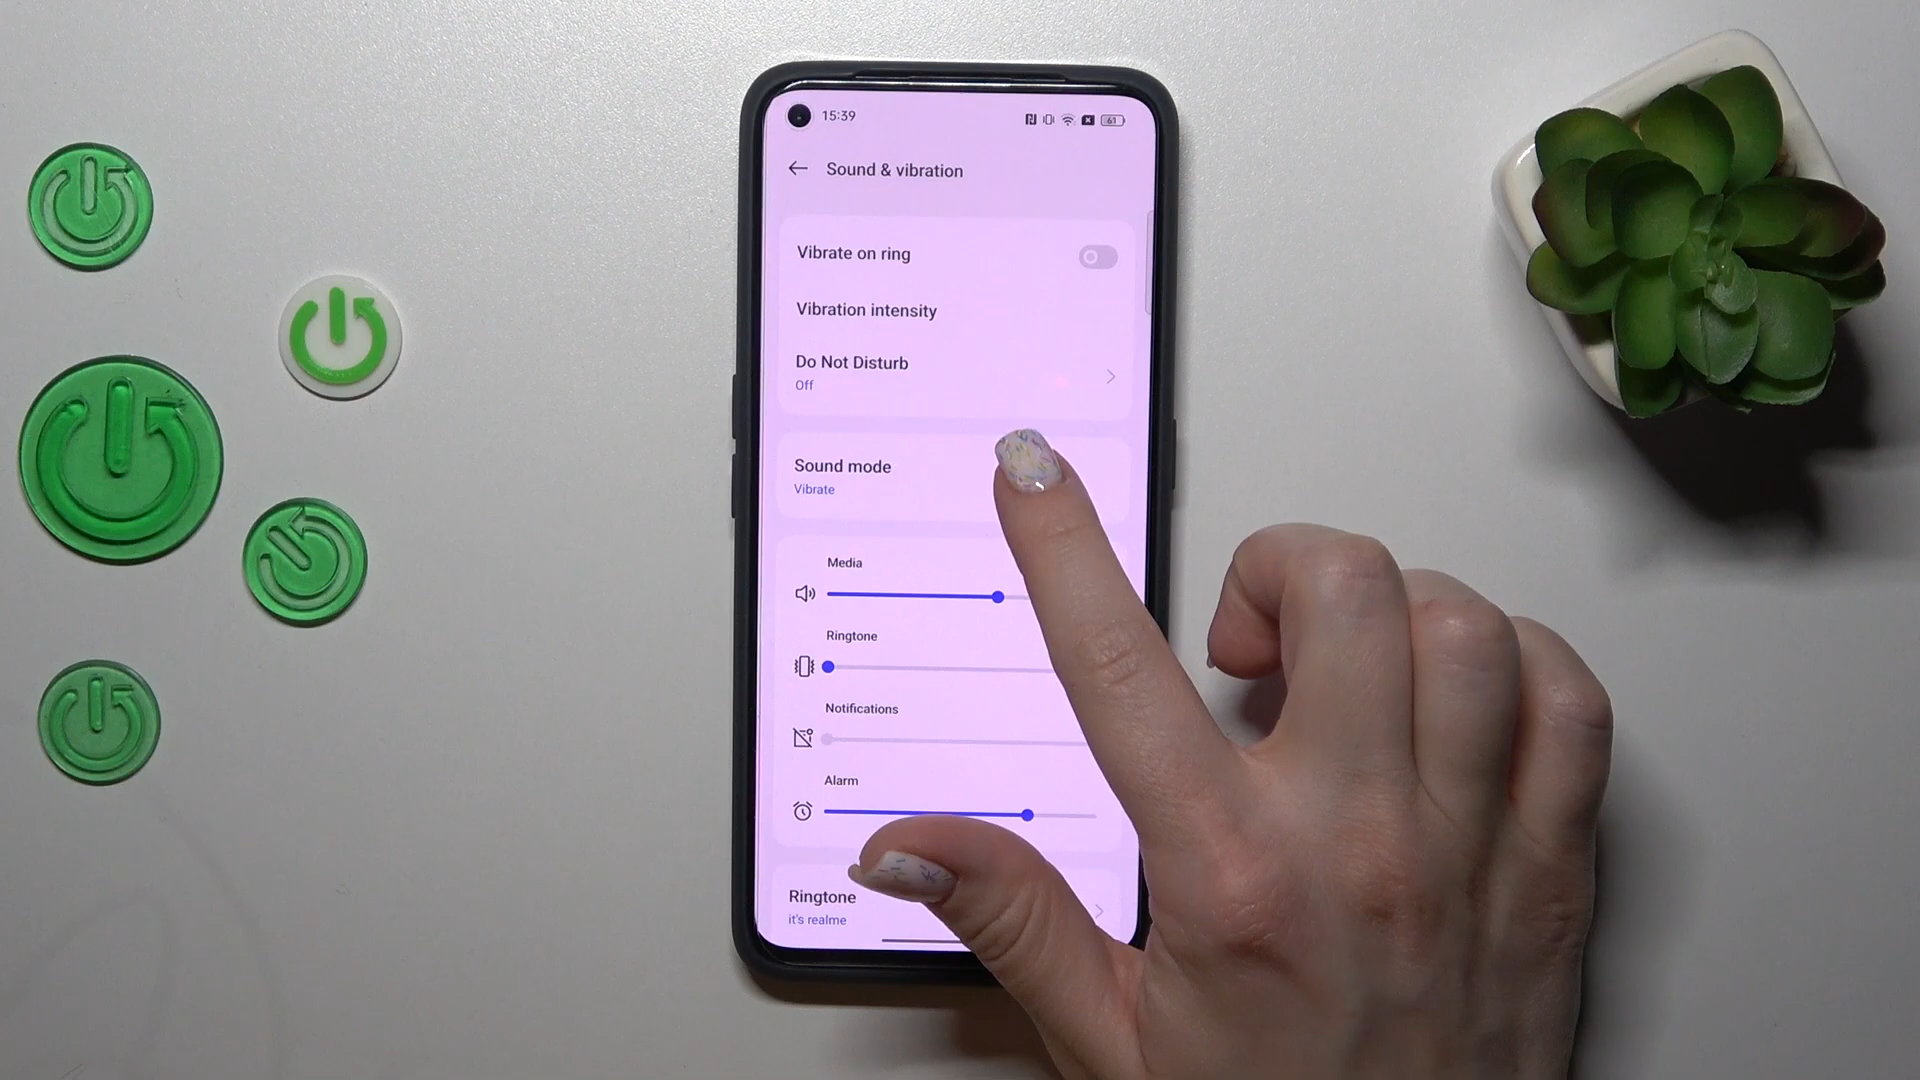 15:39
61
Sound & vibration
Vibrate on ring
Vibration intensity
Do Not Disturb
Off
Sound mode
Vibrate
Media
Ringtone
Notifications
Alarm
Ringtone
it's realme